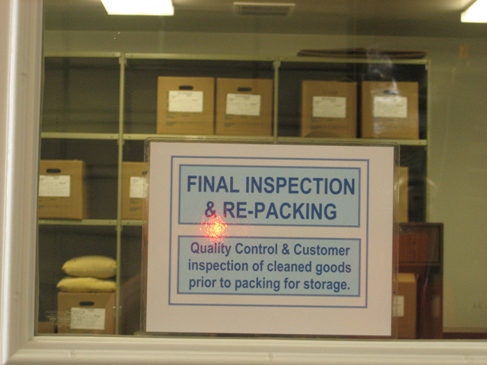 FINAL INSPECTION
& RE-PACKING
Quality Control & Customer
inspection of cleaned goods
prior to packing for storage.